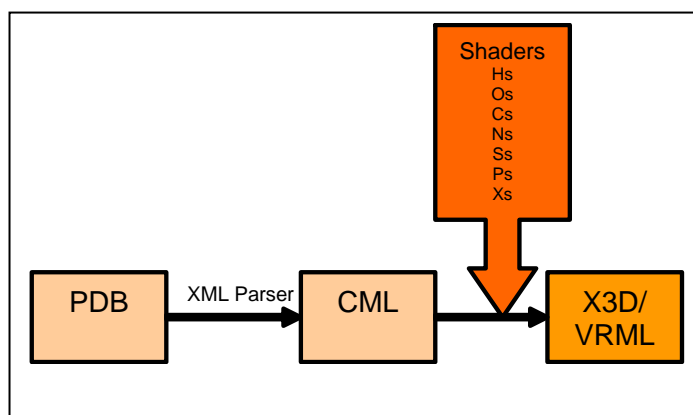 Shaders
Hs
Os
Cs
Ns
Ss
Ps
Xs
PDB
XML Parser
CML
X3D/
VRML